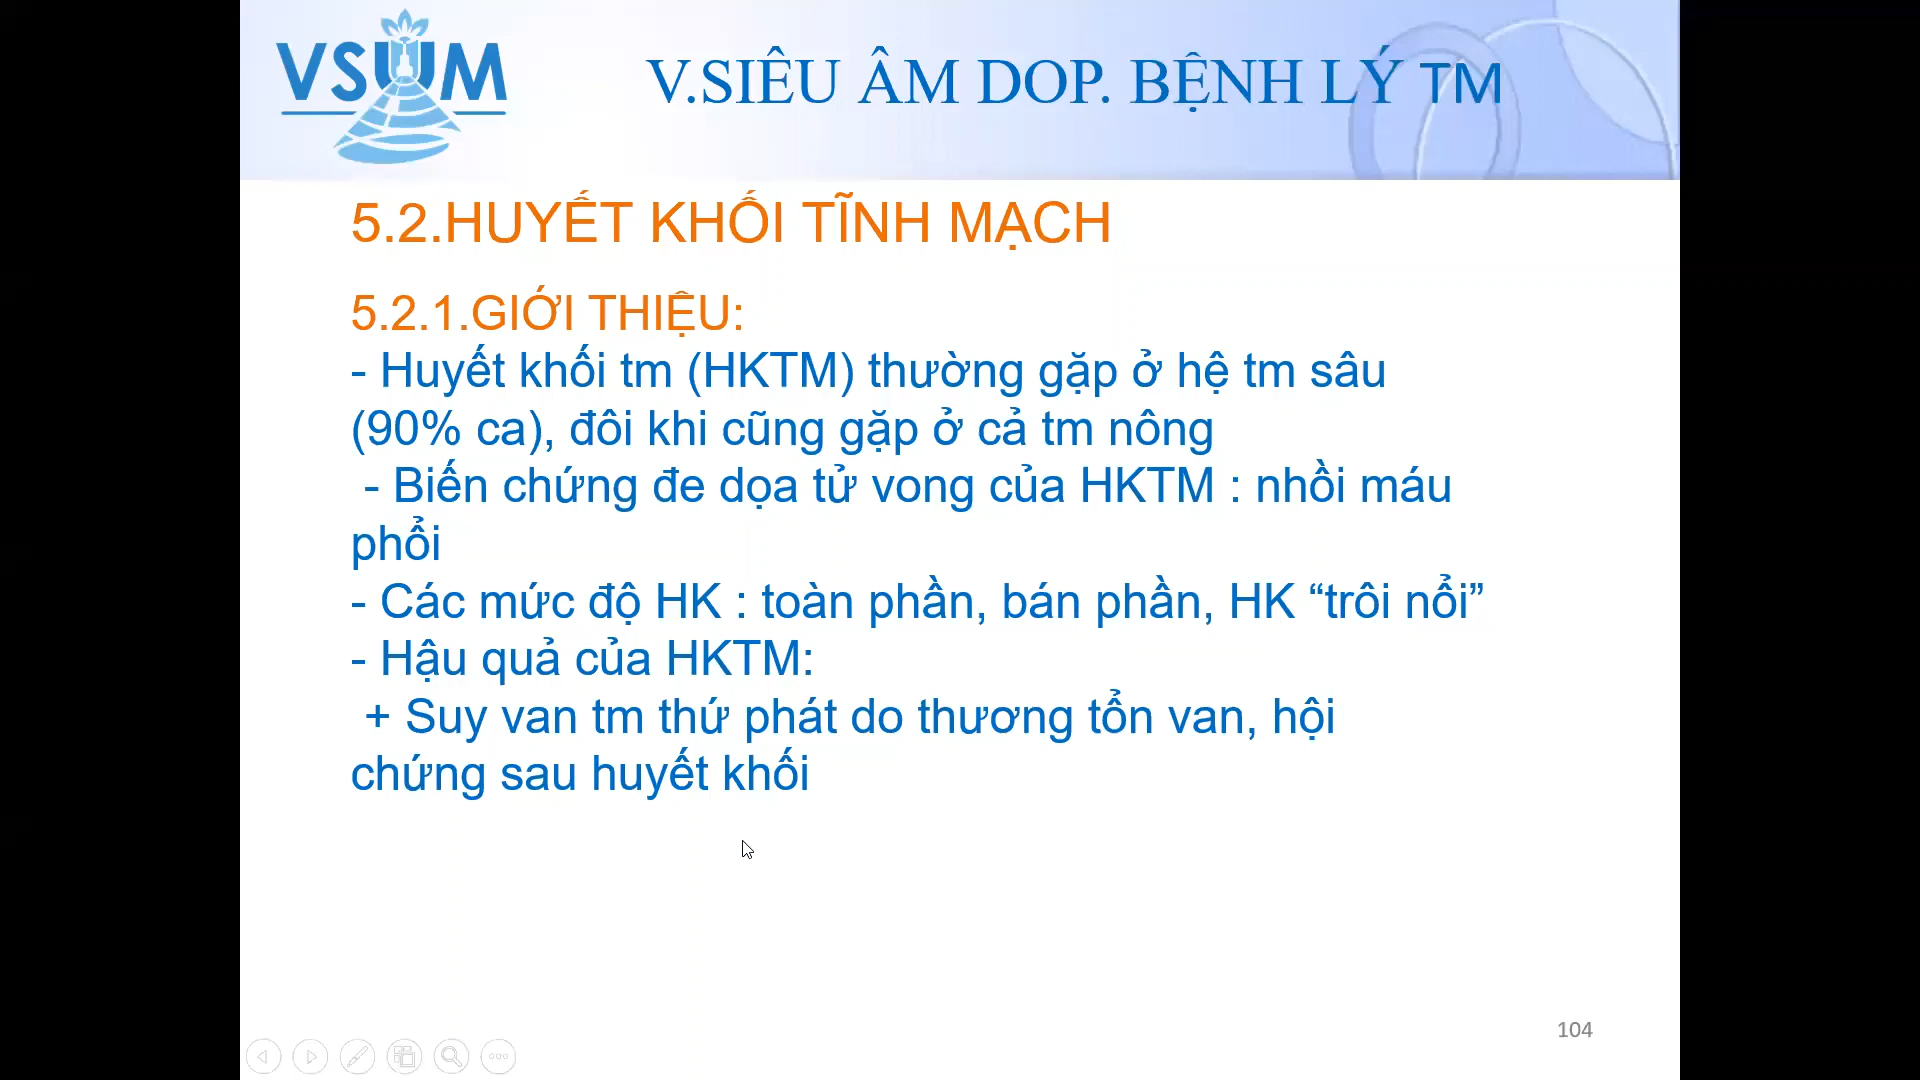 VSUM
V.SIÊU ÂM DOP. BỆNH LÝ TM
5.2.HUYẾT KHỐI TĨNH MẠCH
5.2.1.GIỚI THIỆU:
- Huyết khối tm (HKTM) thường gặp ở hệ tm sâu
(90% ca), đôi khi cũng gặp ở cả tm nông
- Biến chứng đe dọa tử vong của HKTM : nhồi máu
phổi
- Các mức độ HK : toàn phần, bán phần, HK “trôi nổi”
- Hậu quả của HKTM:
+ Suy van tm thứ phát do thương tổn van, hội
chứng sau huyết khối
104